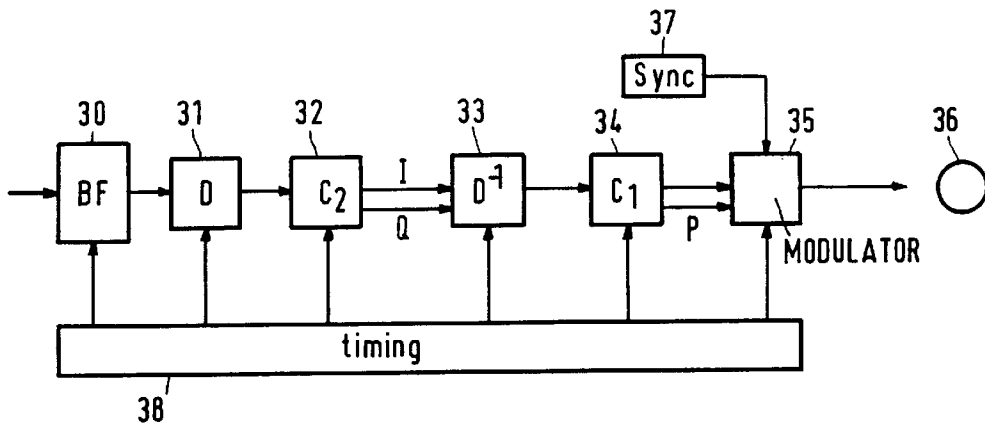 37
Sync
30
31
32
33
34
35
36
BF
D
C₂
I
Q
D⁻¹
C₁
P
MODULATOR
timing
38